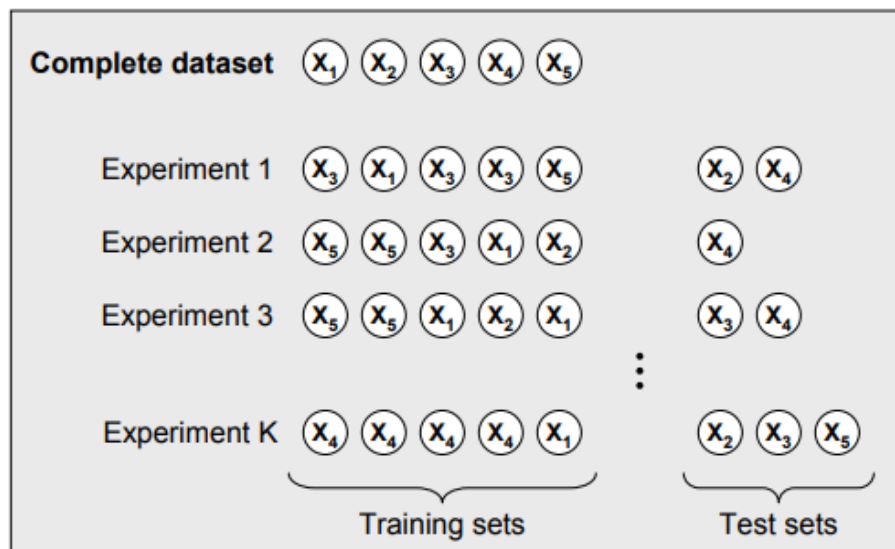 Complete dataset X₁ X₂ X₃ X₄ X₅
Experiment 1 X₃ X₁ X₃ X₃ X₅ X₂ X₄
Experiment 2 X₅ X₅ X₃ X₁ X₂ X₄
Experiment 3 X₅ X₅ X₁ X₂ X₁ X₃ X₄
⋮
Experiment K X₄ X₄ X₄ X₄ X₁ X₂ X₃ X₅
Training sets Test sets